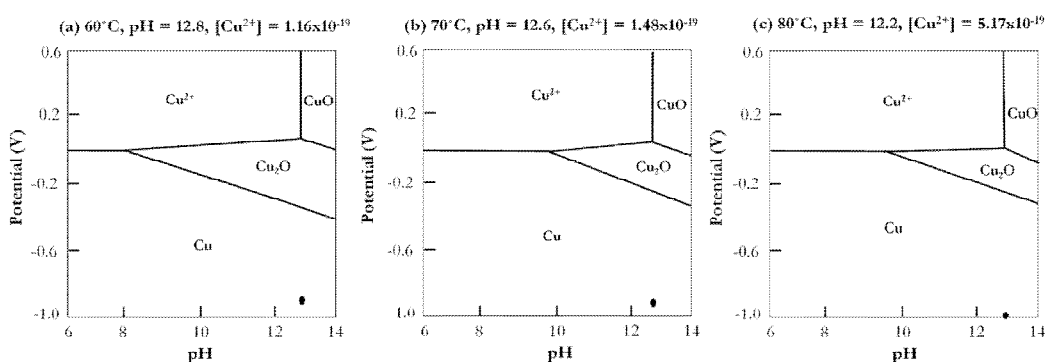 (a) 60°C, pH = 12.8, [Cu²⁺] = 1.16x10⁻¹⁹
0.6
0.2
-0.2
-0.6
-1.0
Potential (V)
Cu²⁺
CuO
Cu₂O
Cu
6
8
10
12
14
pH
(b) 70°C, pH = 12.6, [Cu²⁺] = 1.48x10⁻¹⁹
0.6
0.2
-0.2
-0.6
-1.0
Potential (V)
Cu²⁺
CuO
Cu₂O
Cu
6
8
10
12
14
pH
(c) 80°C, pH = 12.2, [Cu²⁺] = 5.17x10⁻¹⁹
0.6
0.2
-0.2
-0.6
-1.0
Potential (V)
Cu²⁺
CuO
Cu₂O
Cu
6
8
10
12
14
pH